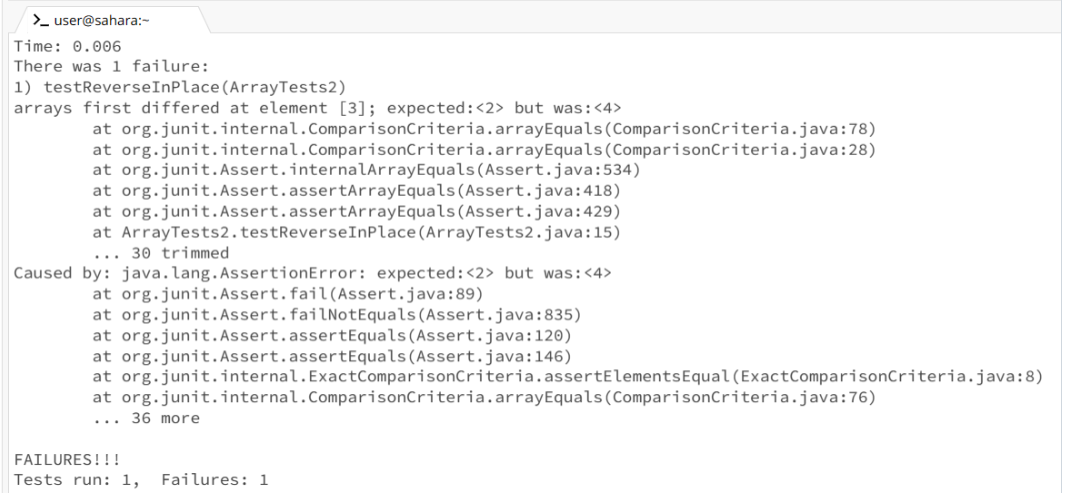 >_ user@sahara:~
Time: 0.006
There was 1 failure:
1) testReverseInPlace(ArrayTests2)
arrays first differed at element [3]; expected:<2> but was:<4>
        at org.junit.internal.ComparisonCriteria.arrayEquals(ComparisonCriteria.java:78)
        at org.junit.internal.ComparisonCriteria.arrayEquals(ComparisonCriteria.java:28)
        at org.junit.Assert.internalArrayEquals(Assert.java:534)
        at org.junit.Assert.assertArrayEquals(Assert.java:418)
        at org.junit.Assert.assertArrayEquals(Assert.java:429)
        at ArrayTests2.testReverseInPlace(ArrayTests2.java:15)
        ... 30 trimmed
Caused by: java.lang.AssertionError: expected:<2> but was:<4>
        at org.junit.Assert.fail(Assert.java:89)
        at org.junit.Assert.failNotEquals(Assert.java:835)
        at org.junit.Assert.assertEquals(Assert.java:120)
        at org.junit.Assert.assertEquals(Assert.java:146)
        at org.junit.internal.ExactComparisonCriteria.assertElementsEqual(ExactComparisonCriteria.java:8)
        at org.junit.internal.ComparisonCriteria.arrayEquals(ComparisonCriteria.java:76)
        ... 36 more

FAILURES!!!
Tests run: 1,  Failures: 1